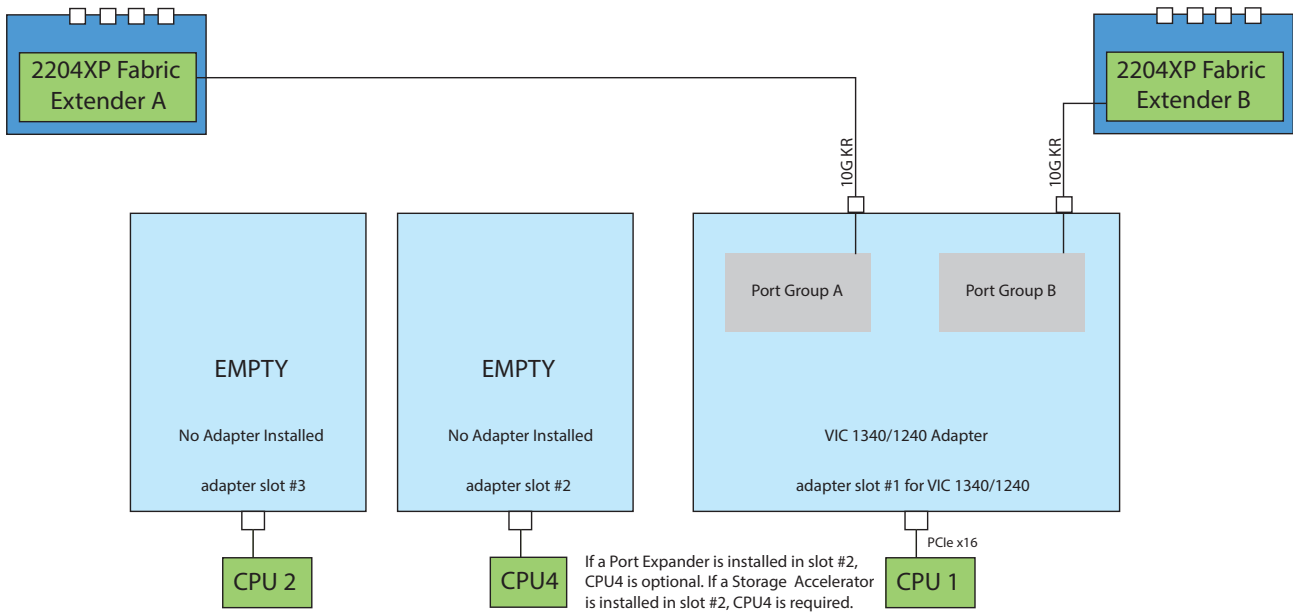 2204XP Fabric
Extender A
2204XP Fabric
Extender B
10G KR
10G KR
Port Group A
Port Group B
EMPTY
EMPTY
No Adapter Installed
No Adapter Installed
VIC 1340/1240 Adapter
adapter slot #3
adapter slot #2
adapter slot #1 for VIC 1340/1240
PCIe x16
CPU 2
CPU4
If a Port Expander is installed in slot #2,
CPU4 is optional. If a Storage Accelerator
is installed in slot #2, CPU4 is required.
CPU 1